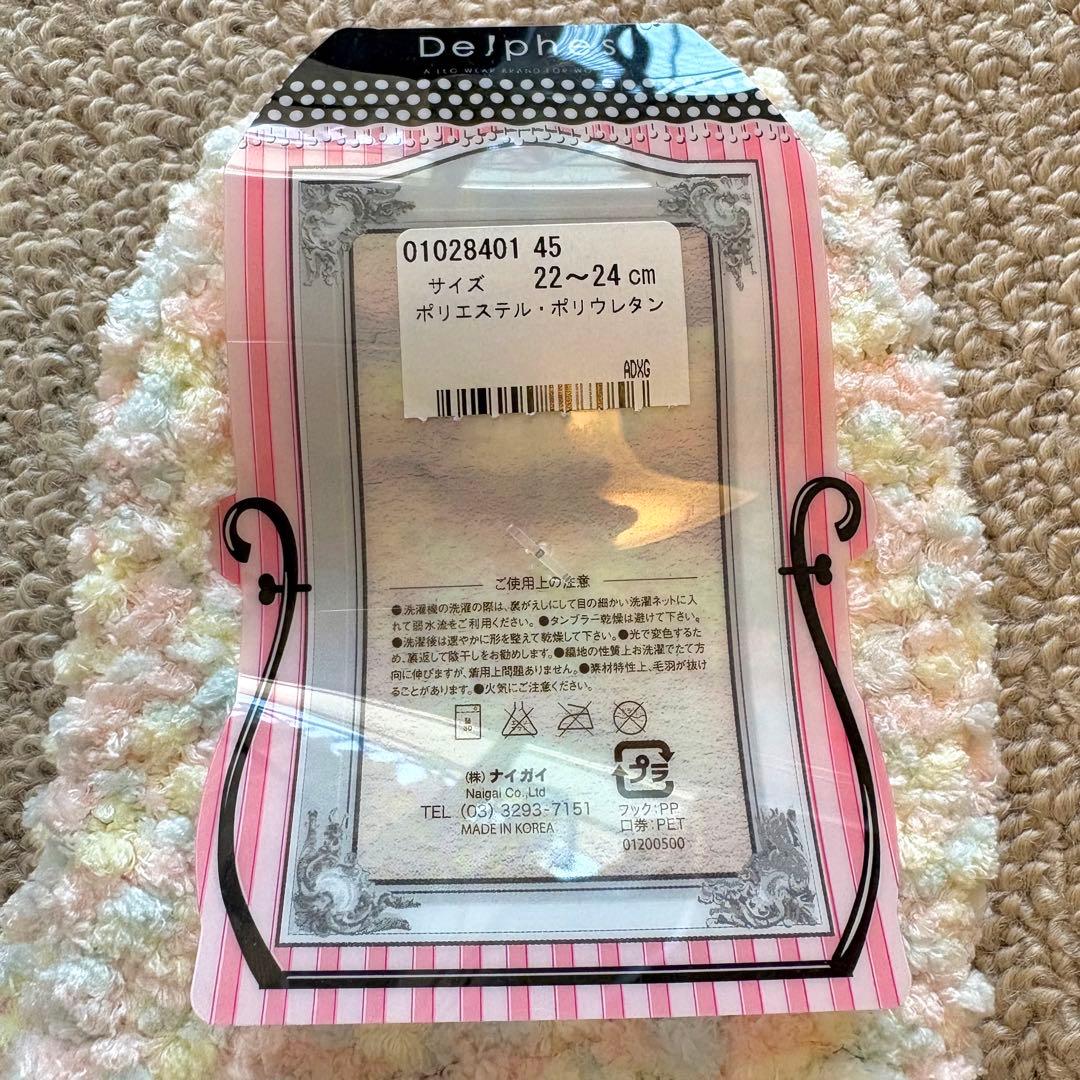 Delphes
A LEG WEAR BRAND FOR WO
01028401 45
サイズ 22～24cm
ポリエステル・ポリウレタン
ADXG
ご使用上の注意
●洗濯機の洗濯の際は、裏がえしにして目の細かい洗濯ネットに入
れて弱水流をご利用ください。●タンブラー乾燥は避けて下さい。
●洗濯後は速やかに形を整えて乾燥して下さい。●光で変色するた
め、裏返して陰干しをお勧めします。●編地の性質上お洗濯でたて方
向に伸びますが、着用上問題ありません。●素材特性上、毛羽が抜け
ることがあります。●火気にご注意ください。
(株)ナイガイ
Naigai Co.,Ltd
TEL (03) 3293-7151
MADE IN KOREA
プラ
フック:PP
口券:PET
01200500